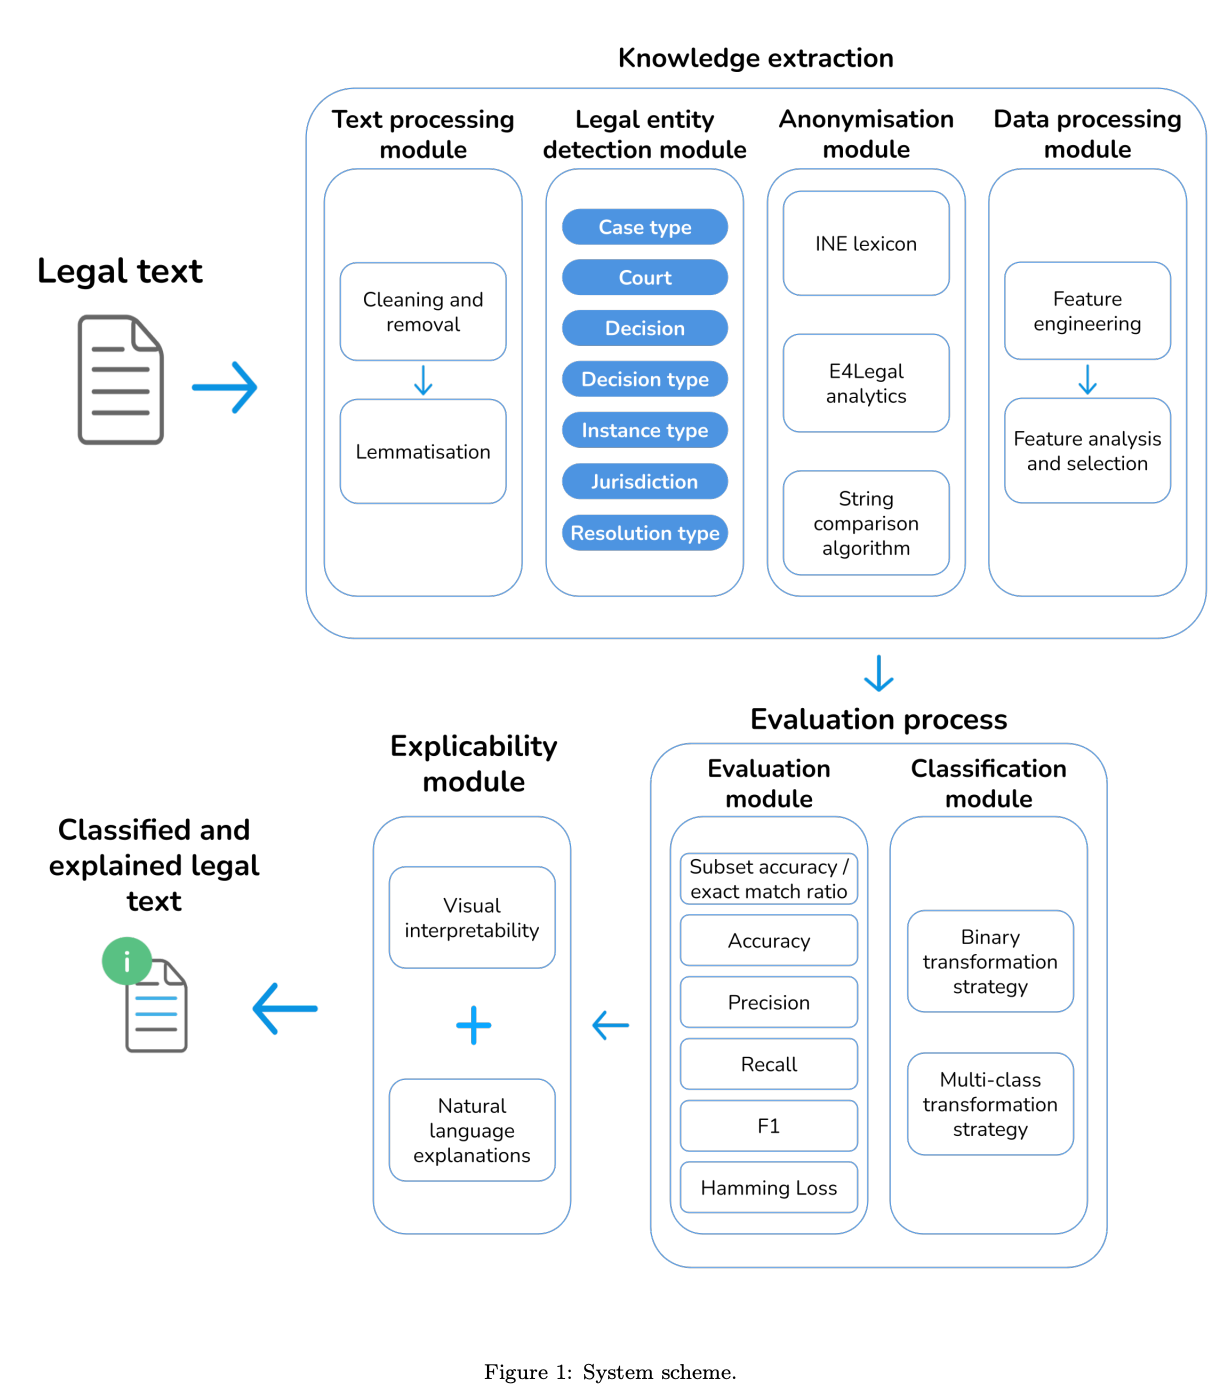 Knowledge extraction
Text processing
module
Legal entity
detection module
Anonymisation
module
Data processing
module
Legal text
Cleaning and
removal
Lemmatisation
Case type
Court
Decision
Decision type
Instance type
Jurisdiction
Resolution type
INE lexicon
E4Legal
analytics
String
comparison
algorithm
Feature
engineering
Feature analysis
and selection
Evaluation process
Evaluation
module
Classification
module
Subset accuracy /
exact match ratio
Accuracy
Precision
Recall
F1
Hamming Loss
Binary
transformation
strategy
Multi-class
transformation
strategy
Explicability
module
Visual
interpretability
+
Natural
language
explanations
Classified and
explained legal
text
i
Figure 1: System scheme.